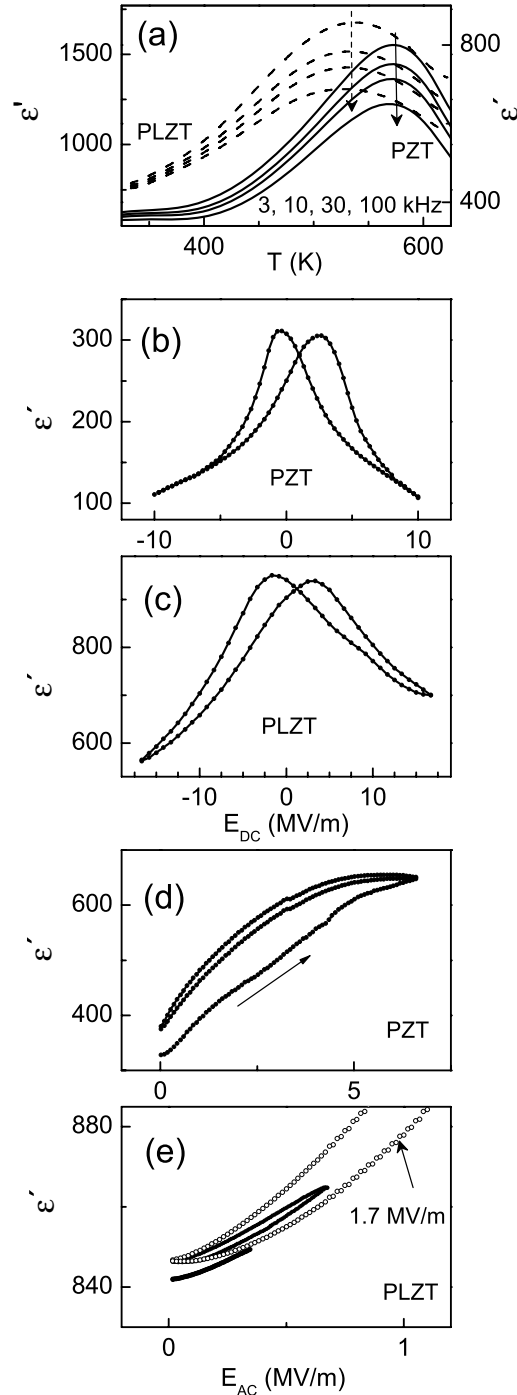 (a)
1500
1000
ε'
800
400
ε′
PLZT
PZT
3, 10, 30, 100 kHz
400
600
T (K)
(b)
300
200
100
ε′
PZT
-10
0
10
(c)
800
600
ε′
PLZT
-10
0
10
E_DC (MV/m)
(d)
600
400
200
ε′
PZT
0
5
(e)
880
840
ε′
1.7 MV/m
PLZT
0
1
E_AC (MV/m)